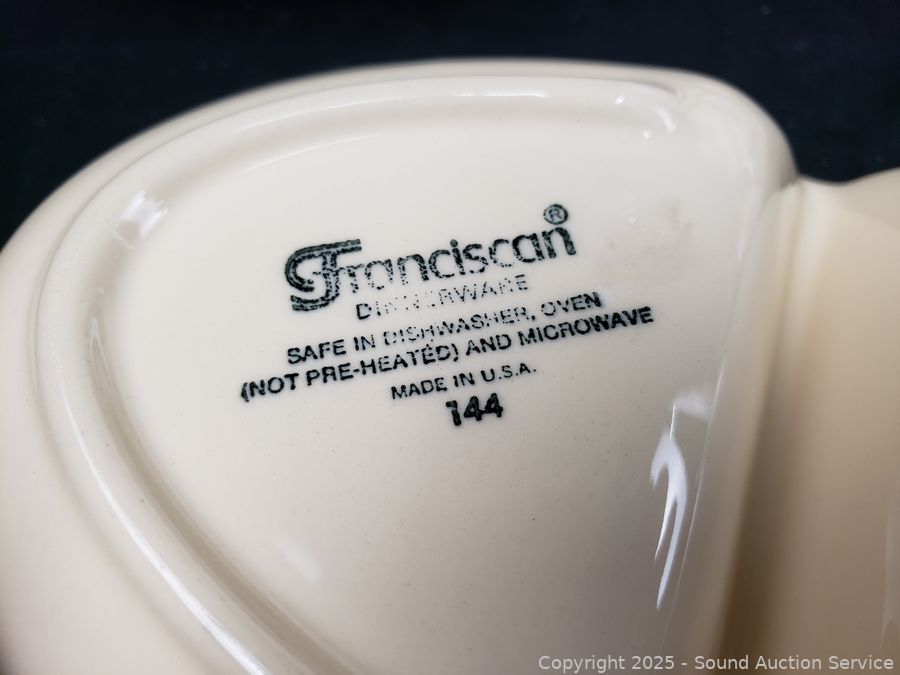 Franciscan®
DINNERWARE
SAFE IN DISHWASHER, OVEN
(NOT PRE-HEATED) AND MICROWAVE
MADE IN U.S.A.
144
Copyright 2025 - Sound Auction Service